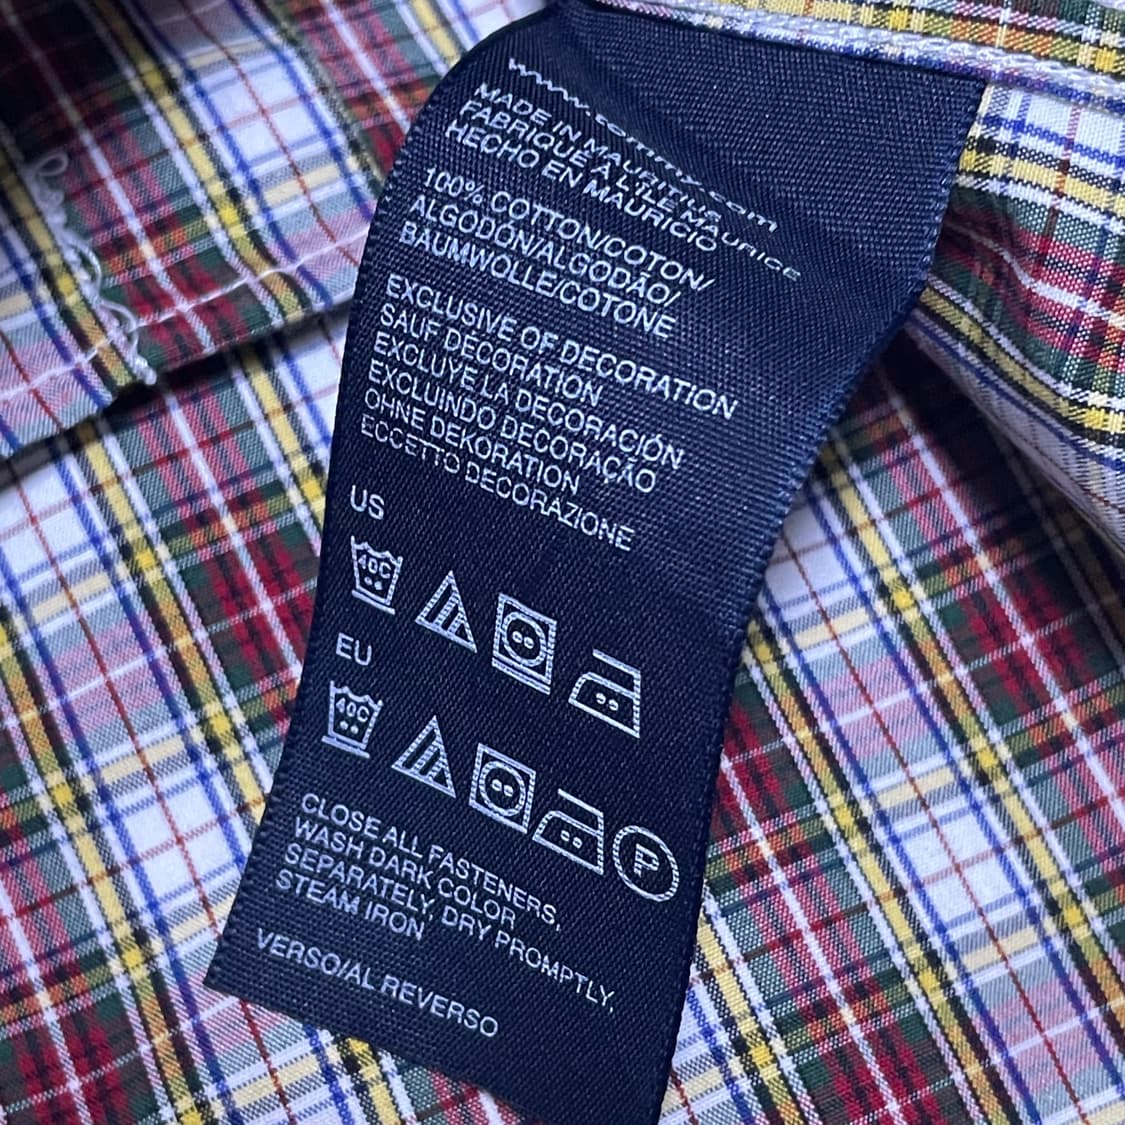 www.tommy.com
MADE IN MAURITIUS
FABRIQUÉ À L'ILE MAURICE
HECHO EN MAURICIO
100% COTTON/COTON/
ALGODÓN/ALGODÃO/
BAUMWOLLE/COTONE
EXCLUSIVE OF DECORATION
SAUF DECORATION
EXCLUYE LA DECORACIÓN
EXCLUINDO DECORAÇÃO
OHNE DEKORATION
ECCETTO DECORAZIONE
US
40C
EU
40C
P
CLOSE ALL FASTENERS,
WASH DARK COLOR
SEPARATELY, DRY PROMPTLY,
STEAM IRON
VERSO/AL REVERSO